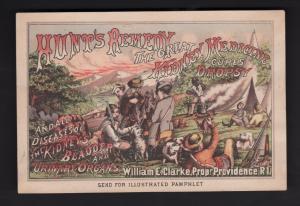 HUNT'S REMEDY
THE GREAT
KIDNEY MEDICINE
CURES
DROPSY
AND ALL
DISEASES OF
THE KIDNEYS
BLADDER
AND
URINARY ORGANS.
William E. Clarke, Prop. Providence R.I.
SEND FOR ILLUSTRATED PAMPHLET